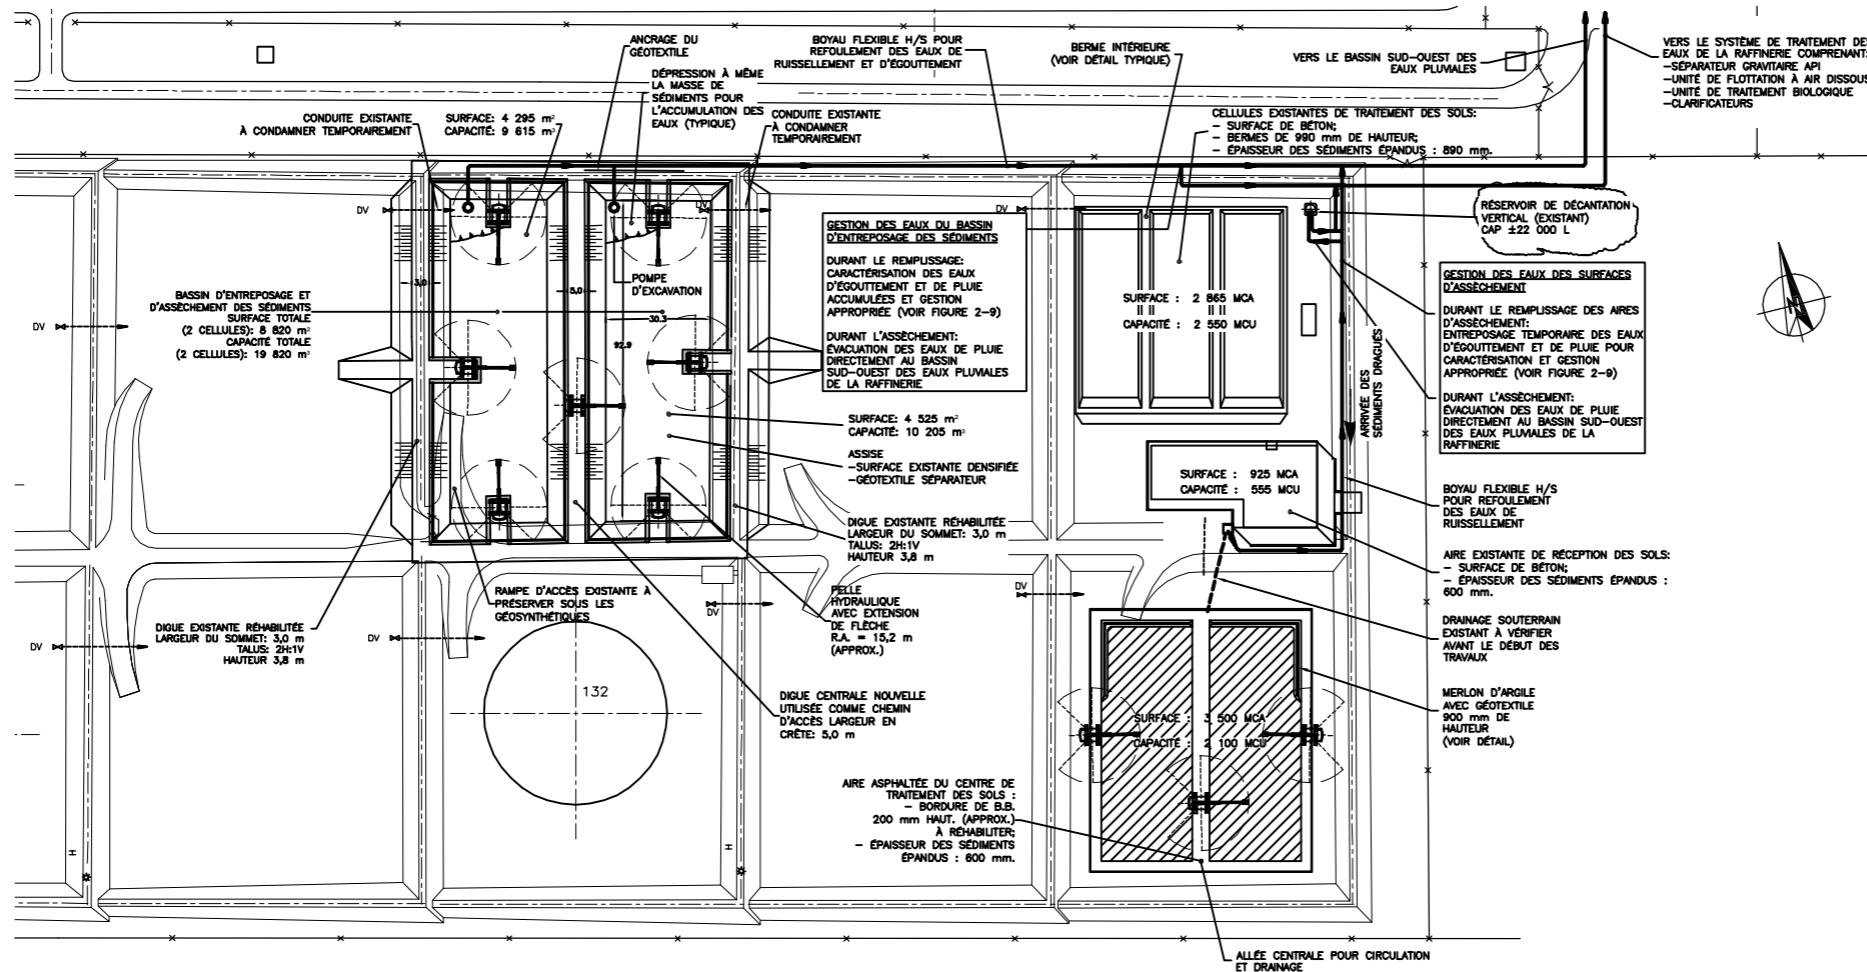 ANCRAGE DU
GÉOTEXTILE
BOYAU FLEXIBLE H/S POUR
REFOULEMENT DES EAUX DE
RUISSELLEMENT ET D'ÉGOUTTEMENT
BERME INTÉRIEURE
(VOIR DÉTAIL TYPIQUE)
VERS LE BASSIN SUD-OUEST DES
EAUX PLUVIALES
VERS LE SYSTÈME DE TRAITEMENT DES
EAUX DE LA RAFFINERIE COMPRENANT:
-SÉPARATEUR GRAVITAIRE API
-UNITÉ DE FLOTTATION À AIR DISSOUS
-UNITÉ DE TRAITEMENT BIOLOGIQUE
-CLARIFICATEURS
DÉPRESSION À MÊME
LA MASSE DE
SÉDIMENTS POUR
L'ACCUMULATION DES
EAUX (TYPIQUE)
CONDUITE EXISTANTE
À CONDAMNER TEMPORAIREMENT
SURFACE: 4 295 m²
CAPACITÉ: 9 615 m³
CONDUITE EXISTANTE
À CONDAMNER
TEMPORAIREMENT
CELLULES EXISTANTES DE TRAITEMENT DES SOLS:
- SURFACE DE BÉTON;
- BERMES DE 990 mm DE HAUTEUR;
- ÉPAISSEUR DES SÉDIMENTS ÉPANDUS : 890 mm.
DV
DV
DV
RÉSERVOIR DE DÉCANTATION
VERTICAL (EXISTANT)
CAP ±22 000 L
GESTION DES EAUX DU BASSIN
D'ENTREPOSAGE DES SÉDIMENTS
DURANT LE REMPLISSAGE:
CARACTÉRISATION DES EAUX
D'ÉGOUTTEMENT ET DE PLUIE
ACCUMULÉES ET GESTION
APPROPRIÉE (VOIR FIGURE 2-9)
DURANT L'ASSÈCHEMENT:
ÉVACUATION DES EAUX DE PLUIE
DIRECTEMENT AU BASSIN
SUD-OUEST DES EAUX PLUVIALES
DE LA RAFFINERIE
GESTION DES EAUX DES SURFACES
D'ASSÈCHEMENT
DURANT LE REMPLISSAGE DES AIRES
D'ASSÈCHEMENT:
ENTREPOSAGE TEMPORAIRE DES EAUX
D'ÉGOUTTEMENT ET DE PLUIE POUR
CARACTÉRISATION ET GESTION
APPROPRIÉE (VOIR FIGURE 2-9)
DURANT L'ASSÈCHEMENT:
ÉVACUATION DES EAUX DE PLUIE
DIRECTEMENT AU BASSIN SUD-OUEST
DES EAUX PLUVIALES DE LA
RAFFINERIE
3,0
5,0
POMPE
D'EXCAVATION
30.3
92.9
BASSIN D'ENTREPOSAGE ET
D'ASSÈCHEMENT DES SÉDIMENTS
SURFACE TOTALE
(2 CELLULES): 8 820 m²
CAPACITÉ TOTALE
(2 CELLULES): 19 820 m³
DV
SURFACE : 2 865 MCA
CAPACITÉ : 2 550 MCU
ARRIVÉE DES
SÉDIMENTS DRAGUÉS
SURFACE: 4 525 m²
CAPACITÉ: 10 205 m³
ASSISE
-SURFACE EXISTANTE DENSIFIÉE
-GÉOTEXTILE SÉPARATEUR
SURFACE : 925 MCA
CAPACITÉ : 555 MCU
BOYAU FLEXIBLE H/S
POUR REFOULEMENT
DES EAUX DE
RUISSELLEMENT
DIGUE EXISTANTE RÉHABILITÉE
LARGEUR DU SOMMET: 3,0 m
TALUS: 2H:1V
HAUTEUR 3,8 m
AIRE EXISTANTE DE RÉCEPTION DES SOLS:
- SURFACE DE BÉTON;
- ÉPAISSEUR DES SÉDIMENTS ÉPANDUS :
600 mm.
RAMPE D'ACCÈS EXISTANTE À
PRÉSERVER SOUS LES
GÉOSYNTHÉTIQUES
PELLE
HYDRAULIQUE
AVEC EXTENSION
DE FLÈCHE
R.A. = 15,2 m
(APPROX.)
DV
DV
DV
DV
DIGUE EXISTANTE RÉHABILITÉE
LARGEUR DU SOMMET: 3,0 m
TALUS: 2H:1V
HAUTEUR 3,8 m
DRAINAGE SOUTERRAIN
EXISTANT À VÉRIFIER
AVANT LE DÉBUT DES
TRAVAUX
132
DIGUE CENTRALE NOUVELLE
UTILISÉE COMME CHEMIN
D'ACCÈS LARGEUR EN
CRÊTE: 5,0 m
SURFACE : 3 500 MCA
CAPACITÉ : 2 100 MCU
MERLON D'ARGILE
AVEC GÉOTEXTILE
900 mm DE
HAUTEUR
(VOIR DÉTAIL)
AIRE ASPHALTÉE DU CENTRE DE
TRAITEMENT DES SOLS :
- BORDURE DE B.B.
200 mm HAUT. (APPROX.)
À RÉHABILITER;
- ÉPAISSEUR DES SÉDIMENTS
ÉPANDUS : 600 mm.
H
H
ALLÉE CENTRALE POUR CIRCULATION
ET DRAINAGE